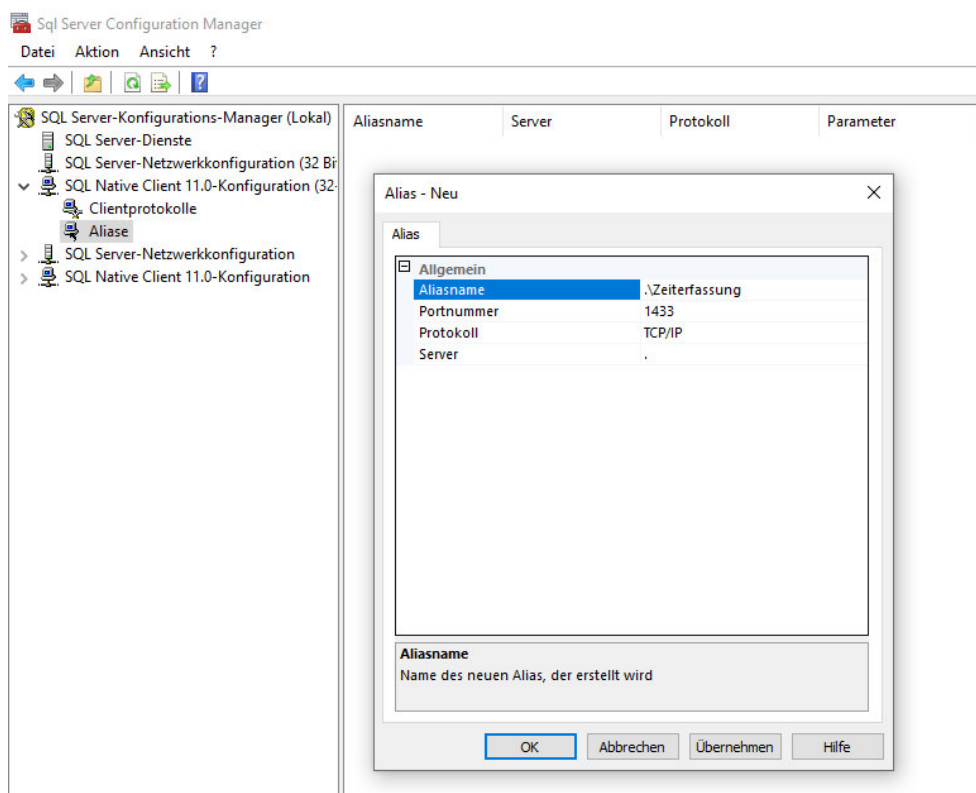 Sql Server Configuration Manager
Datei Aktion Ansicht ?
SQL Server-Konfigurations-Manager (Lokal)
SQL Server-Dienste
SQL Server-Netzwerkkonfiguration (32 Bi
SQL Native Client 11.0-Konfiguration (32-
Clientprotokolle
Aliase
SQL Server-Netzwerkkonfiguration
SQL Native Client 11.0-Konfiguration
Aliasname Server Protokoll Parameter
Alias - Neu
Alias
Allgemein
Aliasname .\Zeiterfassung
Portnummer 1433
Protokoll TCP/IP
Server .
Aliasname
Name des neuen Alias, der erstellt wird
OK Abbrechen Übernehmen Hilfe